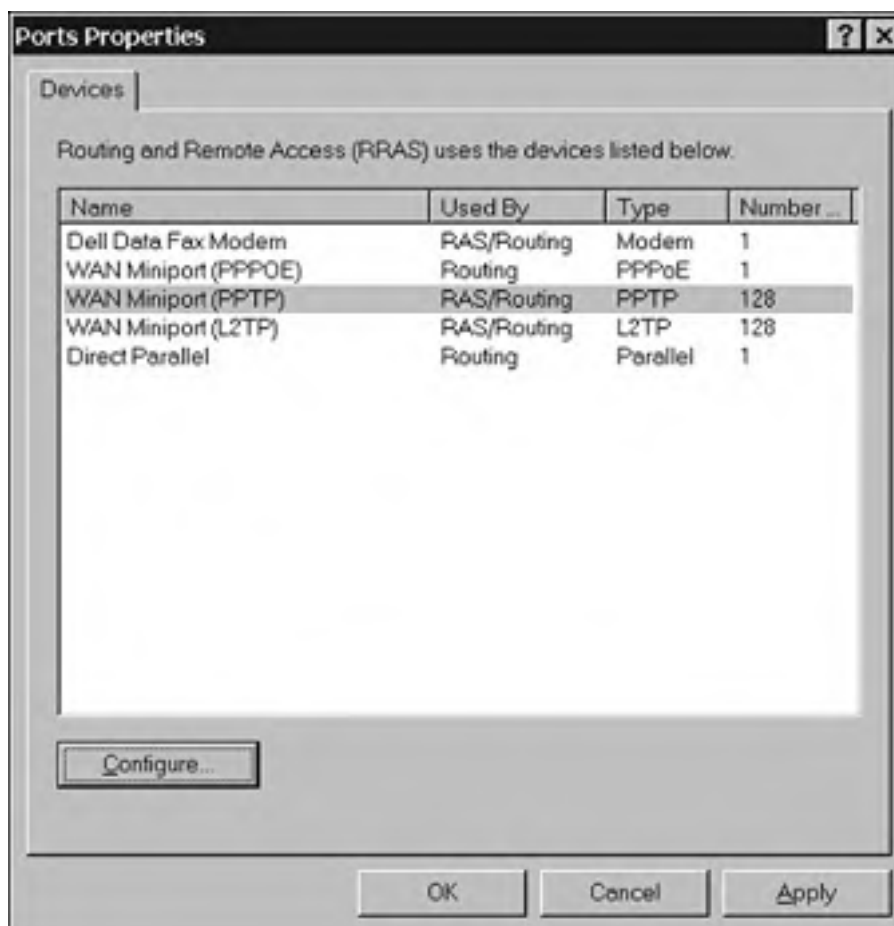 Ports Properties
Devices
Routing and Remote Access (RRAS) uses the devices listed below.
Name Used By Type Number ...
Dell Data Fax Modem RAS/Routing Modem 1
WAN Miniport (PPPOE) Routing PPPoE 1
WAN Miniport (PPTP) RAS/Routing PPTP 128
WAN Miniport (L2TP) RAS/Routing L2TP 128
Direct Parallel Routing Parallel 1
Configure...
OK Cancel Apply